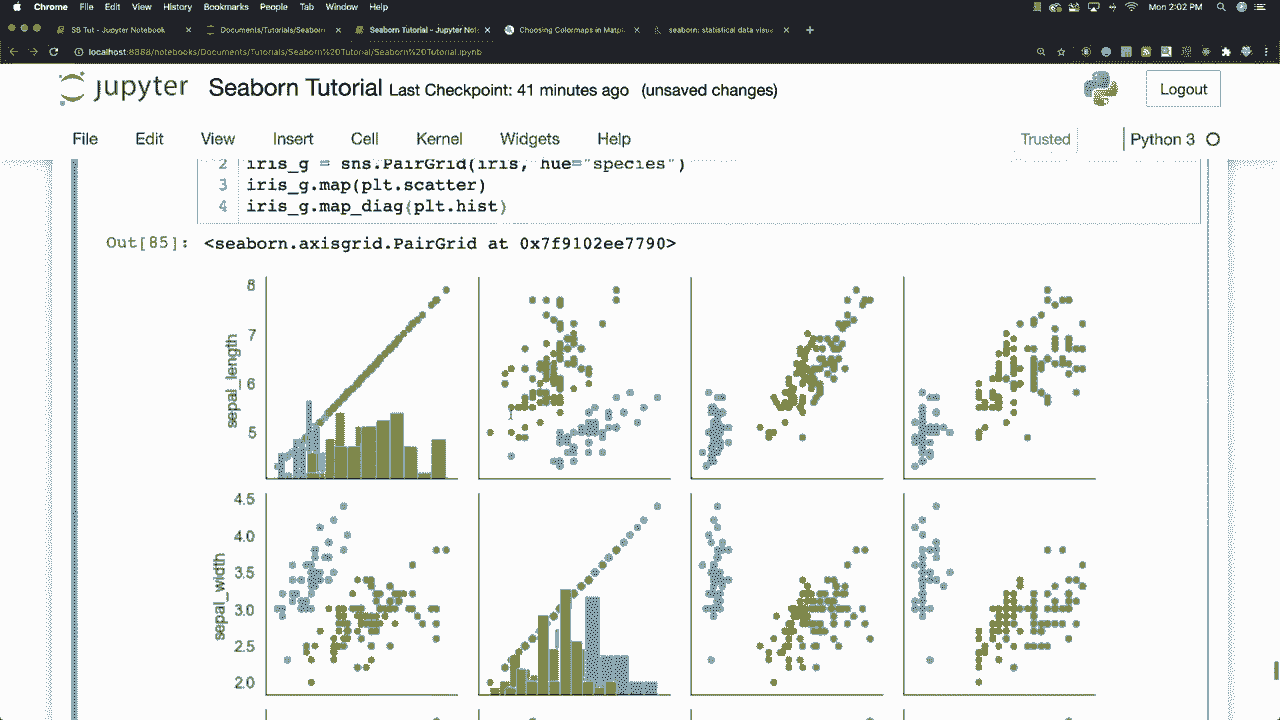 Chrome File Edit View History Bookmarks People Tab Window Help Mon 2:02 PM
SB Tut - Jupyter Notebook Documents/Tutorials/Seaborn Seaborn Tutorial - Jupyter Not Choosing Colormaps in Matpl seaborn: statistical data visua
localhost:8888/notebooks/Documents/Tutorials/Seaborn%20Tutorial/Seaborn%20Tutorial.ipynb
jupyter Seaborn Tutorial Last Checkpoint: 41 minutes ago (unsaved changes) Logout
File Edit View Insert Cell Kernel Widgets Help Trusted Python 3
2 iris_g = sns.PairGrid(iris, hue="species")
3 iris_g.map(plt.scatter)
4 iris_g.map_diag(plt.hist)
Out[85]: <seaborn.axisgrid.PairGrid at 0x7f9102ee7790>
8
7
6
5
sepal_length
4.5
4.0
3.5
3.0
2.5
2.0
sepal_width